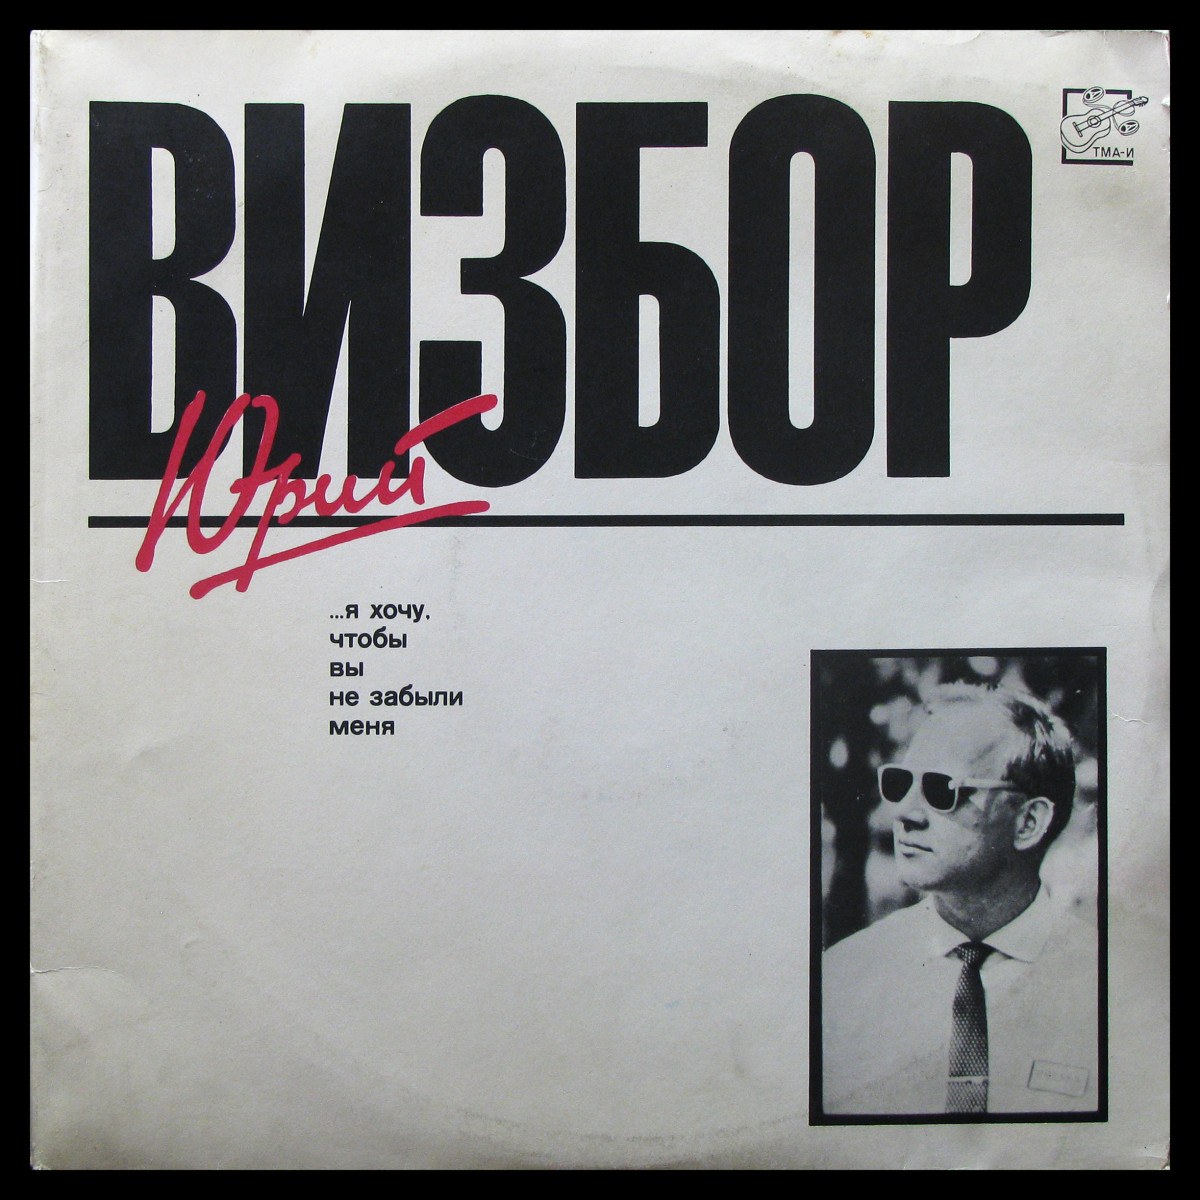 ВИЗБОР
ТМА-И
Юрий
...я хочу,
чтобы
вы
не забыли
меня